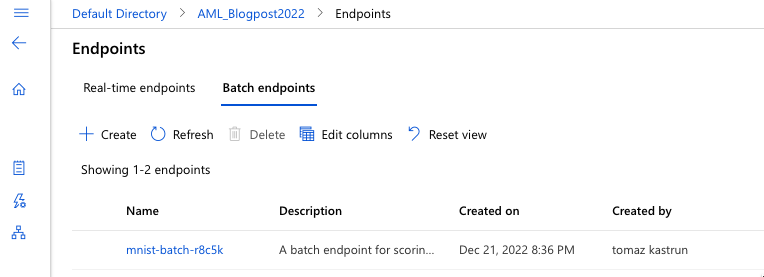 Default Directory > AML_Blogpost2022 > Endpoints
Endpoints
Real-time endpoints Batch endpoints
Create Refresh Delete Edit columns Reset view
Showing 1-2 endpoints
Name Description Created on Created by
mnist-batch-r8c5k A batch endpoint for scorin... Dec 21, 2022 8:36 PM tomaz kastrun